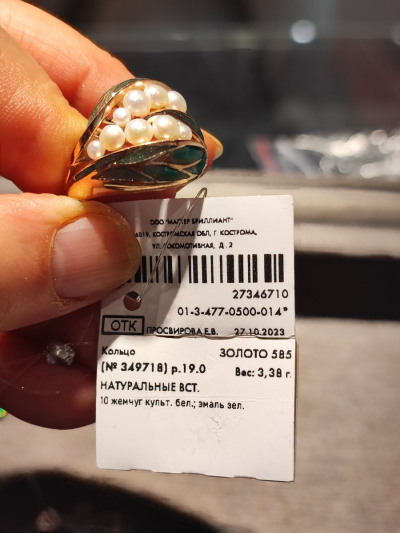 ООО "МАСТЕР БРИЛЛИАНТ"
КОСТРОМСКАЯ ОБЛ, Г. КОСТРОМА,
УЛ. ЛОКОМОТИВНАЯ, Д. 2
27346710
01-3-477-0500-014*
ОТК ПРОСВИРОВА Е.В. 27.10.2023
Кольцо ЗОЛОТО 585
(№ 349718) р.19.0 Вес: 3,38 г.
НАТУРАЛЬНЫЕ ВСТ.
10 жемчуг культ. бел.; эмаль зел.